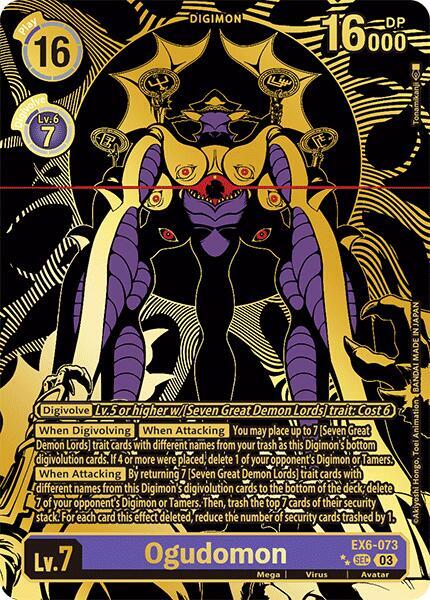 DIGIMON
Play
16
DP
16000
Digivolve
Lv.6
7
Tonamikanji
©Akiyoshi Hongo, Toei Animation BANDAI MADE IN JAPAN
Digivolve Lv.5 or higher w/[Seven Great Demon Lords] trait: Cost 6
When Digivolving When Attacking You may place up to 7 [Seven Great
Demon Lords] trait cards with different names from your trash as this Digimon's bottom
digivolution cards. If 4 or more were placed, delete 1 of your opponent's Digimon or Tamers.
When Attacking By returning 7 [Seven Great Demon Lords] trait cards with
different names from this Digimon's digivolution cards to the bottom of the deck, delete
7 of your opponent's Digimon or Tamers. Then, trash the top 7 cards of their security
stack. For each card this effect deleted, reduce the number of security cards trashed by 1.
EX6-073
Lv.7 Ogudomon SEC 03
Mega | Virus | Avatar